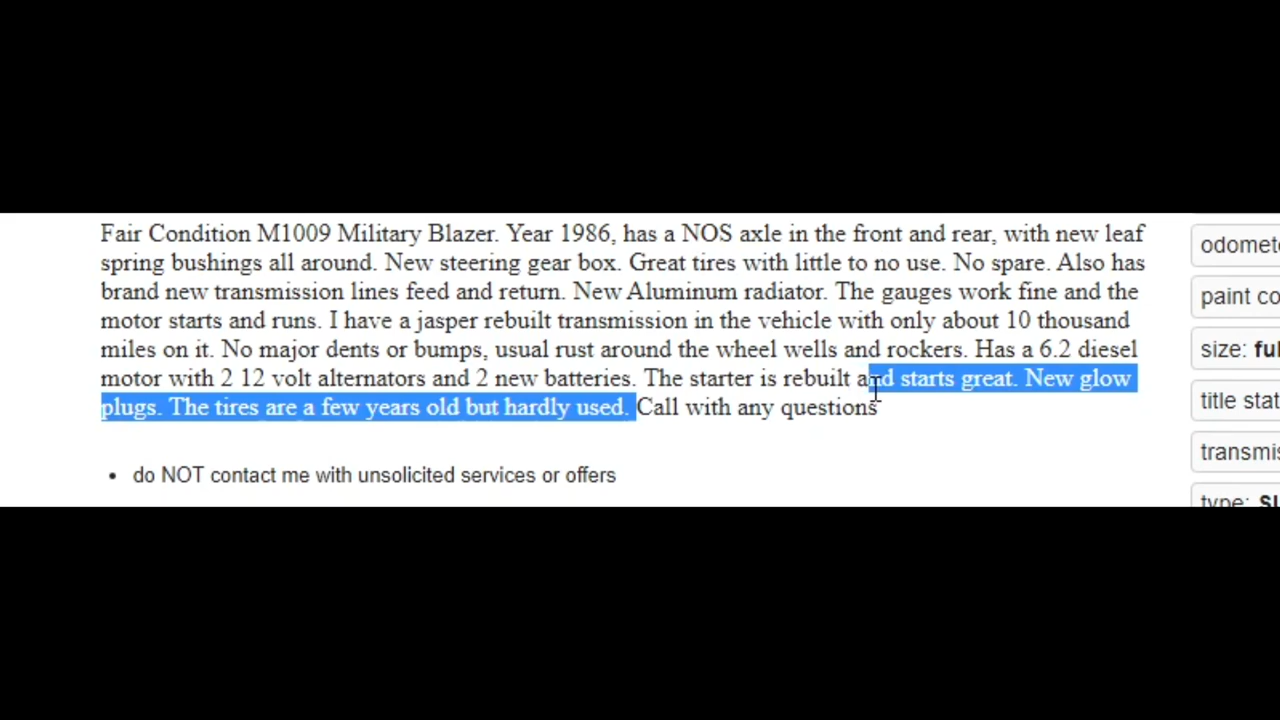 Fair Condition M1009 Military Blazer. Year 1986, has a NOS axle in the front and rear, with new leaf
spring bushings all around. New steering gear box. Great tires with little to no use. No spare. Also has
brand new transmission lines feed and return. New Aluminum radiator. The gauges work fine and the
motor starts and runs. I have a jasper rebuilt transmission in the vehicle with only about 10 thousand
miles on it. No major dents or bumps, usual rust around the wheel wells and rockers. Has a 6.2 diesel
motor with 2 12 volt alternators and 2 new batteries. The starter is rebuilt and starts great. New glow
plugs. The tires are a few years old but hardly used. Call with any questions
• do NOT contact me with unsolicited services or offers
odomet
paint co
size: ful
title stat
transmis
type: